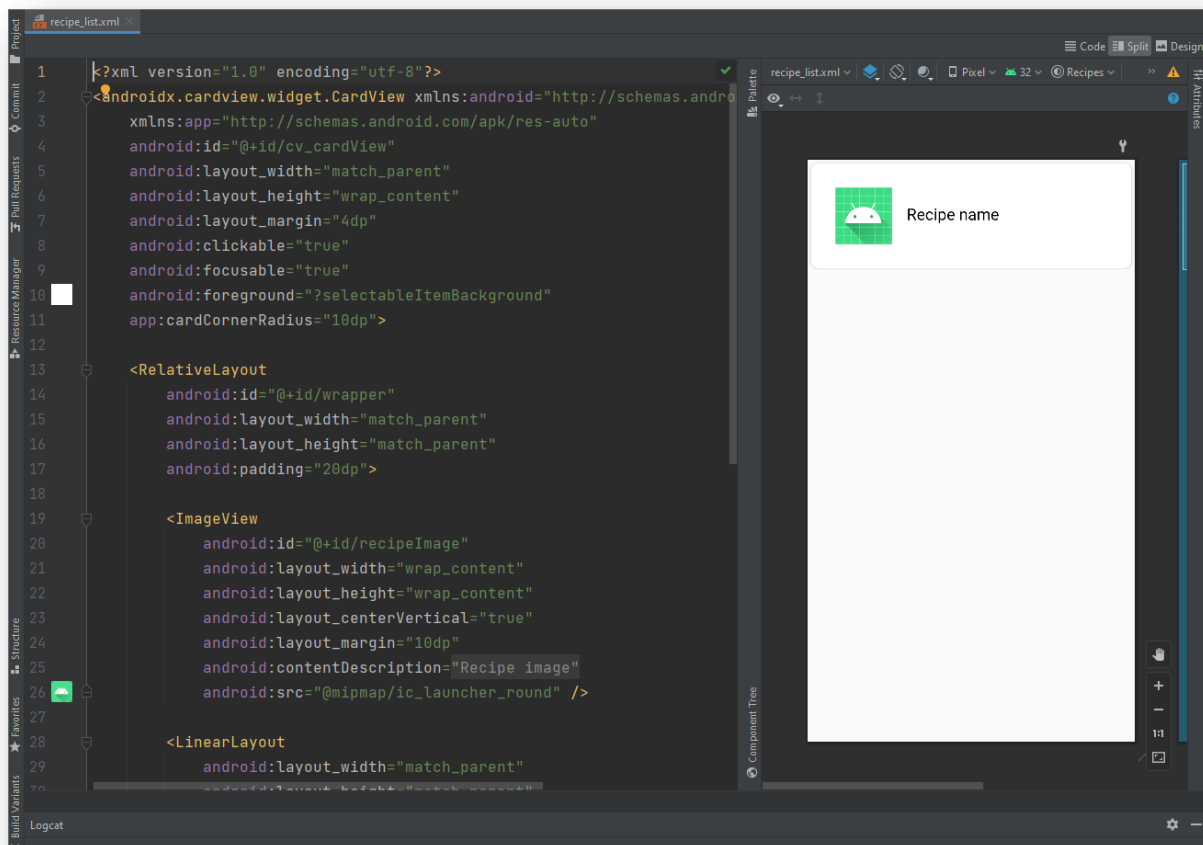 recipe_list.xml
Code
Split
Design
Project
Commit
Pull Requests
Resource Manager
Structure
Favorites
Build Variants
1 <?xml version="1.0" encoding="utf-8"?>
2 <androidx.cardview.widget.CardView xmlns:android="http://schemas.andro
3 xmlns:app="http://schemas.android.com/apk/res-auto"
4 android:id="@+id/cv_cardView"
5 android:layout_width="match_parent"
6 android:layout_height="wrap_content"
7 android:layout_margin="4dp"
8 android:clickable="true"
9 android:focusable="true"
10 android:foreground="?selectableItemBackground"
11 app:cardCornerRadius="10dp">
12
13 <RelativeLayout
14 android:id="@+id/wrapper"
15 android:layout_width="match_parent"
16 android:layout_height="match_parent"
17 android:padding="20dp">
18
19 <ImageView
20 android:id="@+id/recipeImage"
21 android:layout_width="wrap_content"
22 android:layout_height="wrap_content"
23 android:layout_centerVertical="true"
24 android:layout_margin="10dp"
25 android:contentDescription="Recipe image"
26 android:src="@mipmap/ic_launcher_round" />
27
28 <LinearLayout
29 android:layout_width="match_parent"
30 android:layout_height="match_parent"
Palette
Component Tree
recipe_list.xml
Pixel
32
Recipes
Attributes
Recipe name
1:1
Logcat